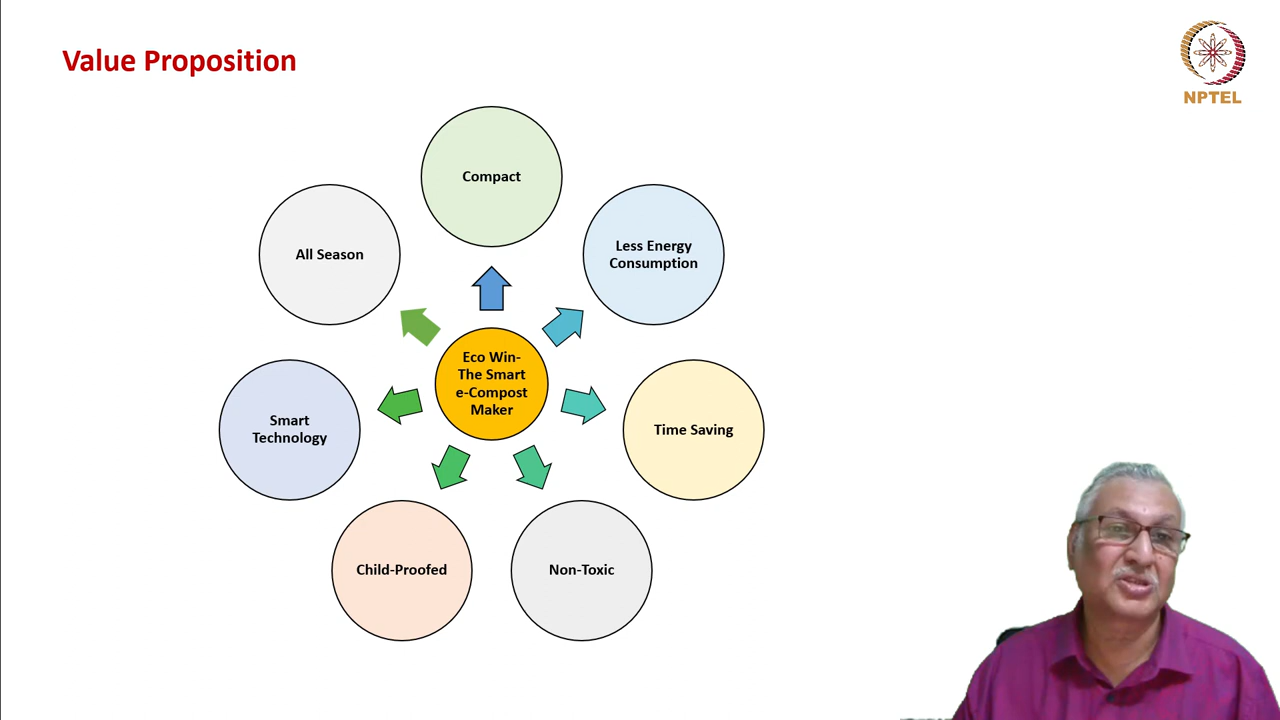 Value Proposition
NPTEL
Compact
Less Energy
Consumption
Time Saving
Non-Toxic
Child-Proofed
Smart
Technology
All Season
Eco Win-
The Smart
e-Compost
Maker